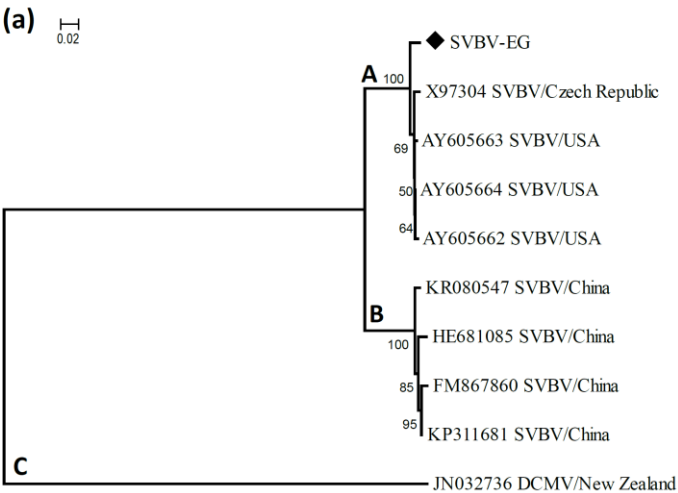 (a)
0.02
SVBV-EG
A 100
X97304 SVBV/Czech Republic
AY605663 SVBV/USA
69
50 AY605664 SVBV/USA
64
AY605662 SVBV/USA
KR080547 SVBV/China
B
100
HE681085 SVBV/China
85
FM867860 SVBV/China
95
KP311681 SVBV/China
C
JN032736 DCMV/New Zealand